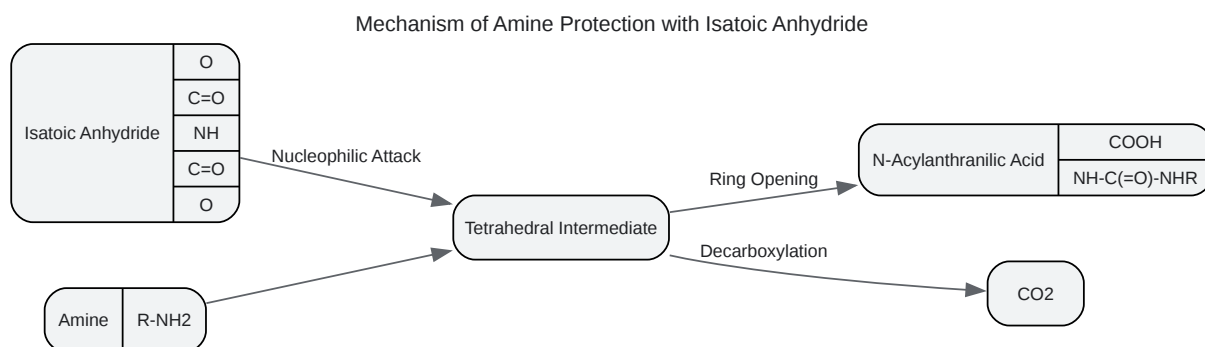 Mechanism of Amine Protection with Isatoic Anhydride
Isatoic Anhydride
O
C=O
NH
C=O
O
Nucleophilic Attack
Amine
R-NH2
Tetrahedral Intermediate
Ring Opening
Decarboxylation
N-Acylanthranilic Acid
COOH
NH-C(=O)-NHR
CO2